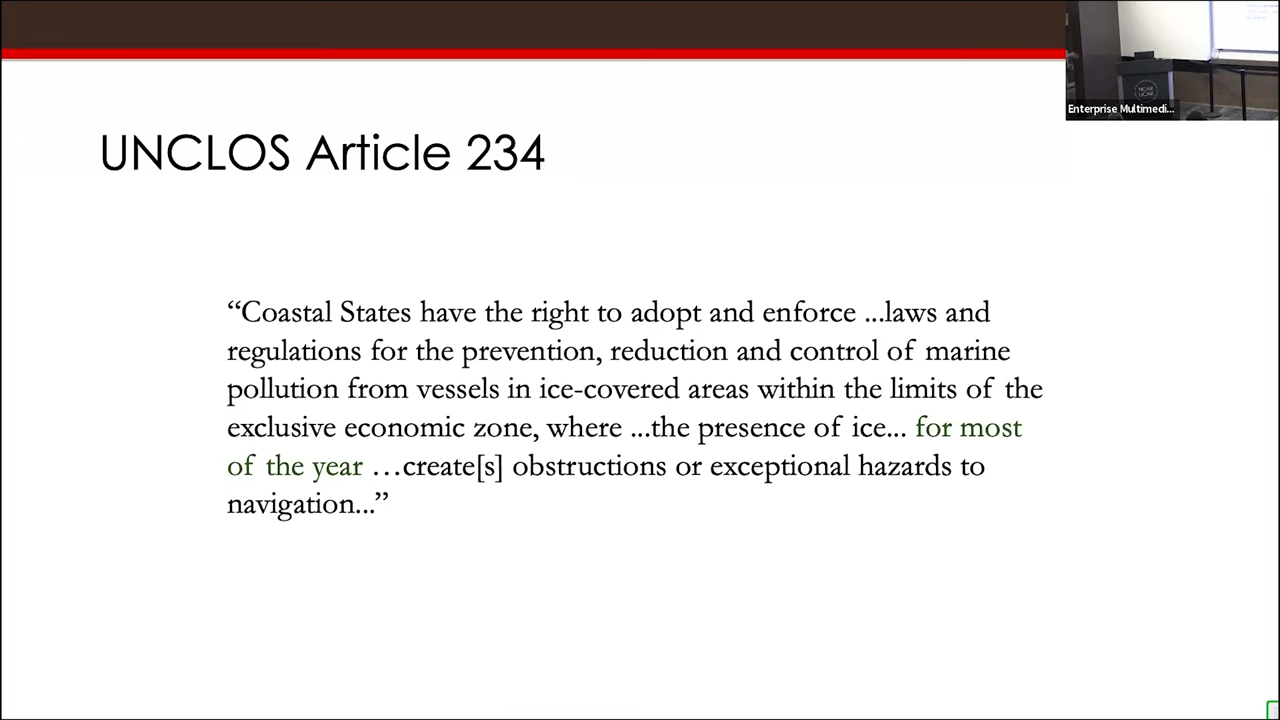 UNCLOS Article 234
“Coastal States have the right to adopt and enforce ...laws and
regulations for the prevention, reduction and control of marine
pollution from vessels in ice-covered areas within the limits of the
exclusive economic zone, where ...the presence of ice... for most
of the year …create[s] obstructions or exceptional hazards to
navigation...”
Enterprise Multimedi...
NCAR
UCAR